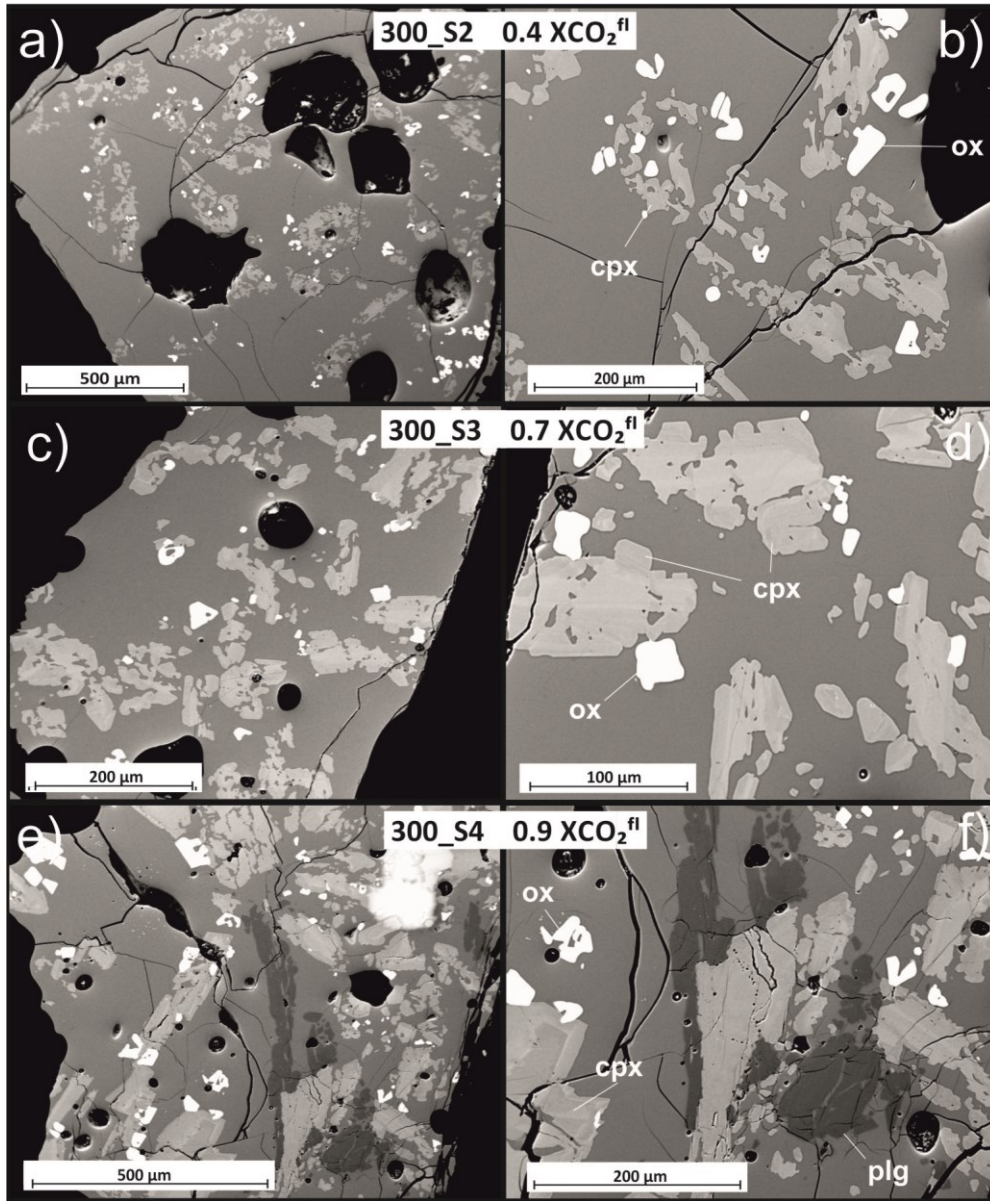 a)
300_S2 0.4 XCO₂ᶠˡ
b)
ox
cpx
500 µm
200 µm
c)
300_S3 0.7 XCO₂ᶠˡ
d)
cpx
ox
200 µm
100 µm
e)
300_S4 0.9 XCO₂ᶠˡ
f)
ox
cpx
plg
500 µm
200 µm